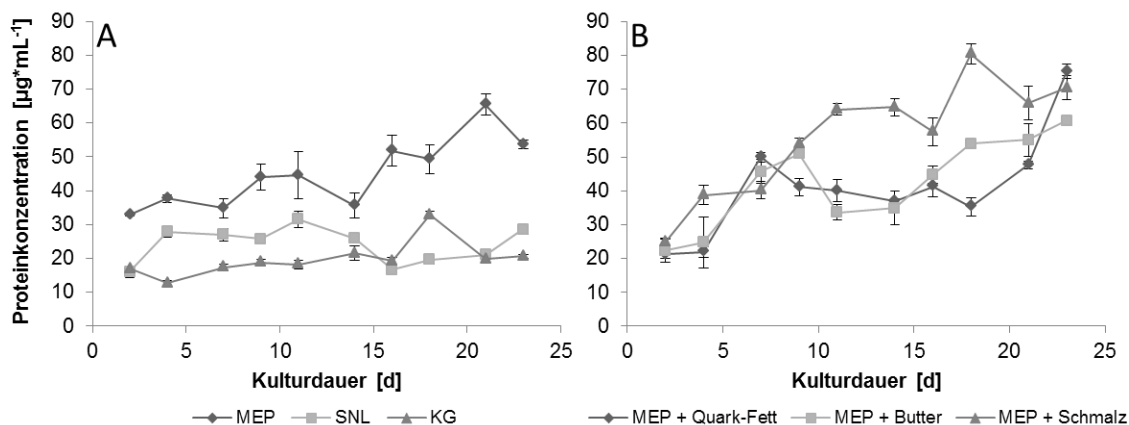 A
B
Proteinkonzentration [µg*mL⁻¹]
90
80
70
60
50
40
30
20
10
0
0 5 10 15 20 25
Kulturdauer [d]
MEP SNL KG
90
80
70
60
50
40
30
20
10
0
0 5 10 15 20 25
Kulturdauer [d]
MEP + Quark-Fett MEP + Butter MEP + Schmalz